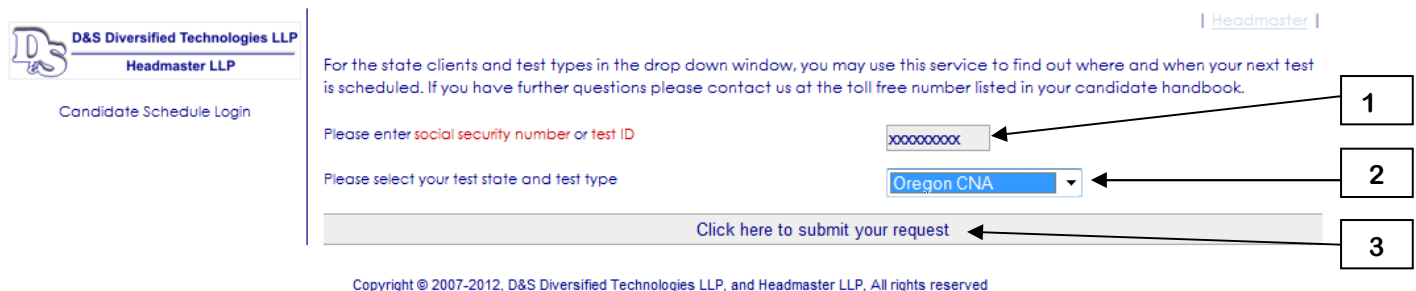 D&S Diversified Technologies LLP
Headmaster LLP
Candidate Schedule Login
| Headmaster |
For the state clients and test types in the drop down window, you may use this service to find out where and when your next test
is scheduled. If you have further questions please contact us at the toll free number listed in your candidate handbook.
Please enter social security number or test ID
xxxxxxxxx
1
Please select your test state and test type
Oregon CNA
2
Click here to submit your request
3
Copyright © 2007-2012, D&S Diversified Technologies LLP, and Headmaster LLP, All rights reserved